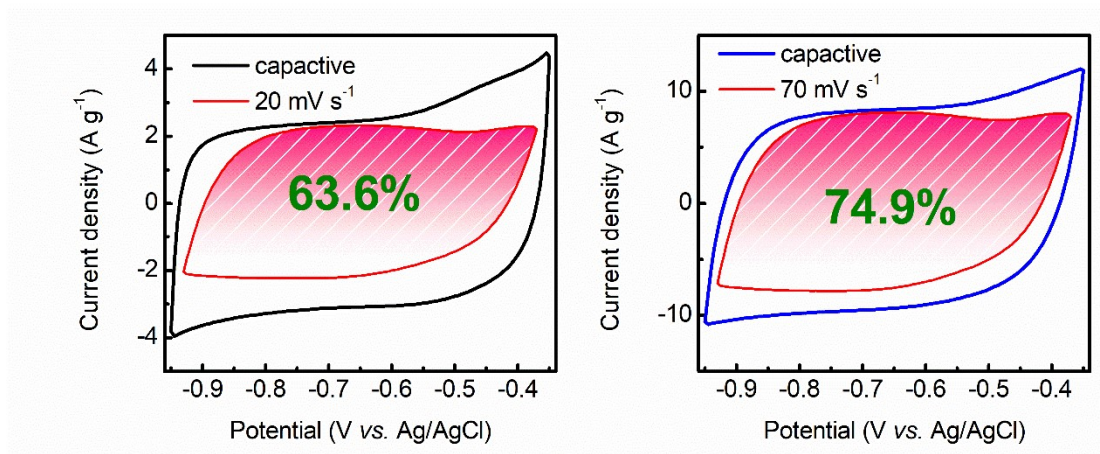 Current density (A g⁻¹)
4
2
0
-2
-4
capactive
20 mV s⁻¹
63.6%
-0.9 -0.8 -0.7 -0.6 -0.5 -0.4
Potential (V vs. Ag/AgCl)
Current density (A g⁻¹)
10
0
-10
capactive
70 mV s⁻¹
74.9%
-0.9 -0.8 -0.7 -0.6 -0.5 -0.4
Potential (V vs. Ag/AgCl)